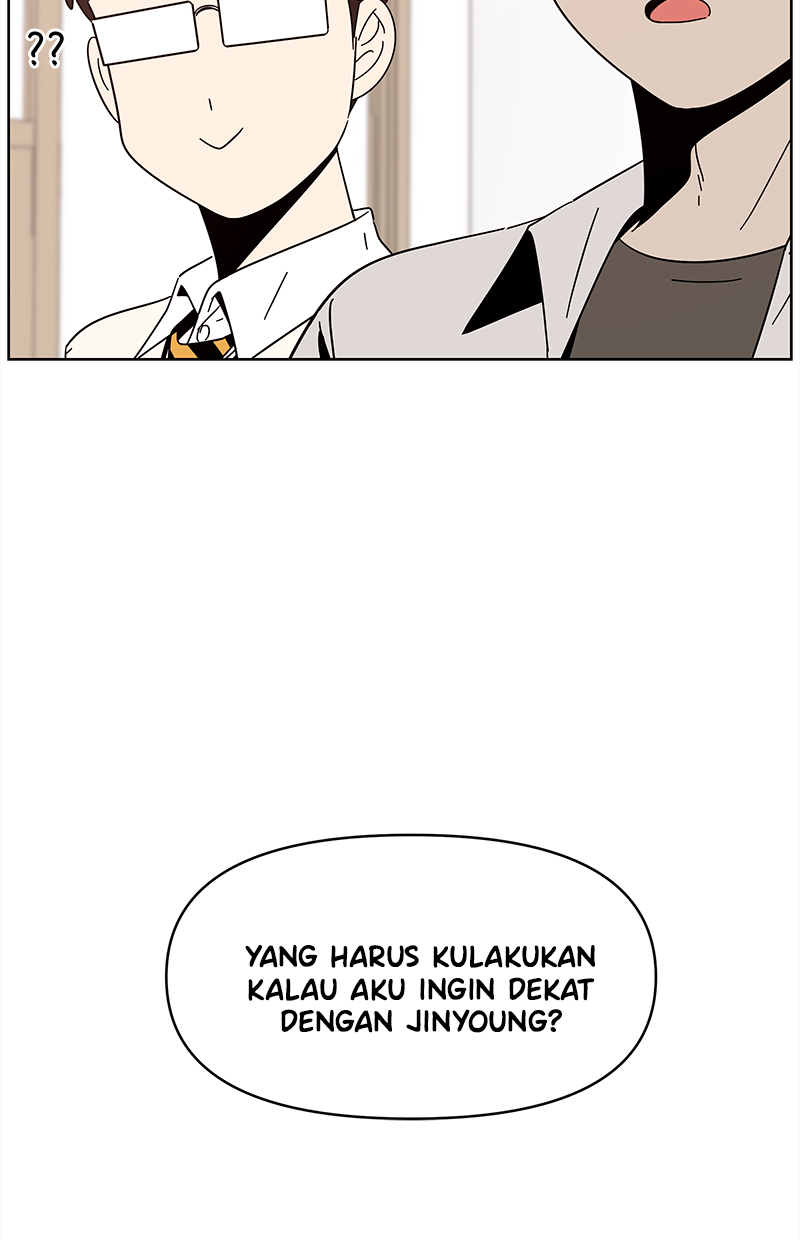 ??
YANG HARUS KULAKUKAN
KALAU AKU INGIN DEKAT
DENGAN JINYOUNG?